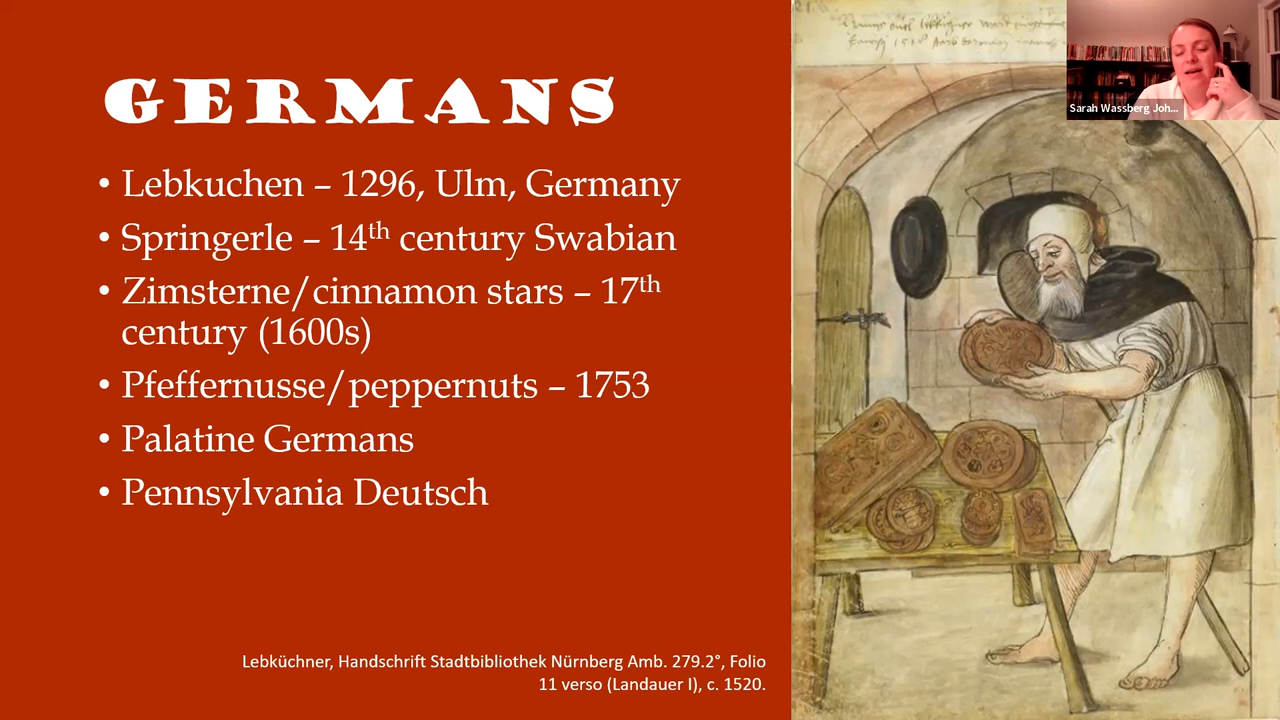 GERMANS
• Lebkuchen – 1296, Ulm, Germany
• Springerle – 14th century Swabian
• Zimsterne/cinnamon stars – 17th
century (1600s)
• Pfeffernusse/peppernuts – 1753
• Palatine Germans
• Pennsylvania Deutsch
Lebküchner, Handschrift Stadtbibliothek Nürnberg Amb. 279.2°, Folio
11 verso (Landauer I), c. 1520.
Sarah Wassberg Joh...